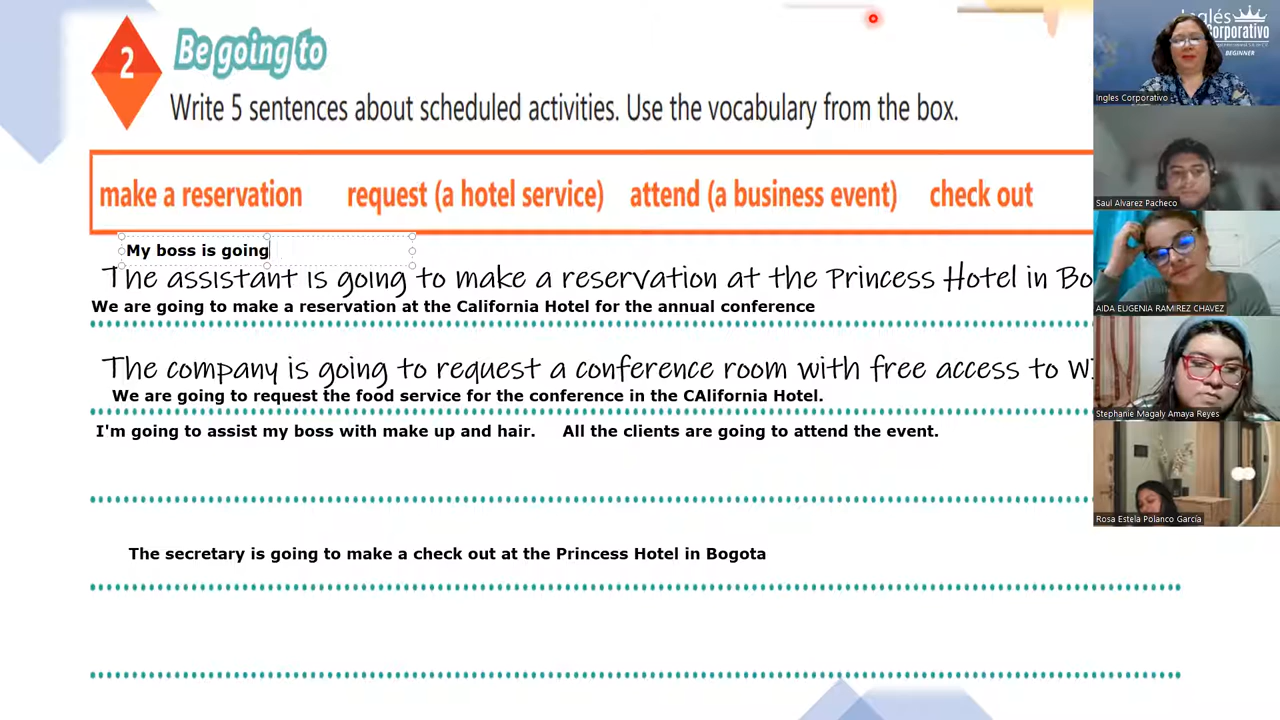 2
Be going to
Write 5 sentences about scheduled activities. Use the vocabulary from the box.
make a reservation request (a hotel service) attend (a business event) check out
My boss is going
The assistant is going to make a reservation at the Princess Hotel in Bo
We are going to make a reservation at the California Hotel for the annual conference
The company is going to request a conference room with free access to W
We are going to request the food service for the conference in the CAlifornia Hotel.
I'm going to assist my boss with make up and hair. All the clients are going to attend the event.
The secretary is going to make a check out at the Princess Hotel in Bogota
Inglés
Corporativo
BEGINNER
Ingles Corporativo
Saul Alvarez Pacheco
AIDA EUGENIA RAMIREZ CHAVEZ
Stephanie Magaly Amaya Reyes
Rosa Estela Polanco García